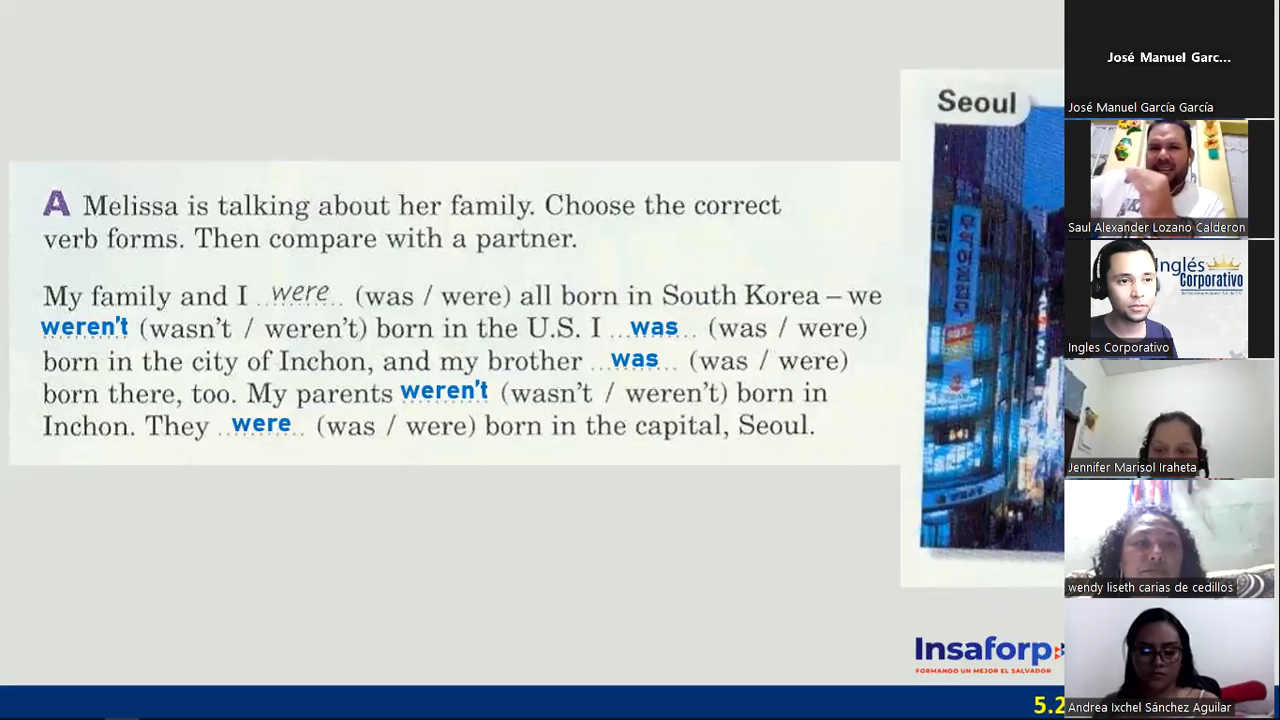 Seoul
A Melissa is talking about her family. Choose the correct
verb forms. Then compare with a partner.
My family and I were (was / were) all born in South Korea – we
weren't (wasn't / weren't) born in the U.S. I was (was / were)
born in the city of Inchon, and my brother was (was / were)
born there, too. My parents weren't (wasn't / weren't) born in
Inchon. They were (was / were) born in the capital, Seoul.
Insaforp
FORMANDO UN MEJOR EL SALVADOR
5.2
José Manuel Garc...
José Manuel García García
Saul Alexander Lozano Calderon
Inglés
Corporativo
Ingles Corporativo
Jennifer Marisol Iraheta
wendy liseth carias de cedillos
Andrea Ixchel Sánchez Aguilar